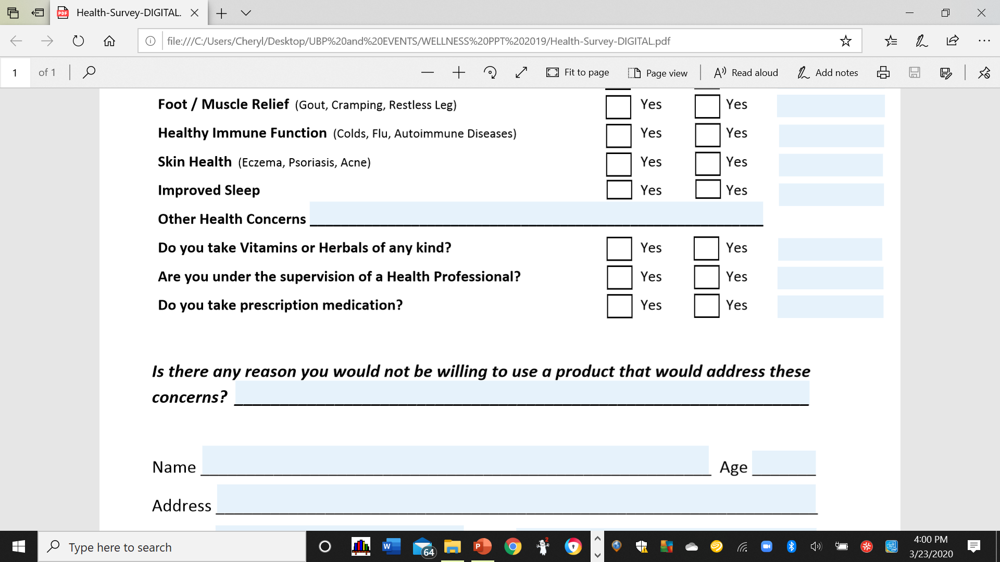 Health-Survey-DIGITAL.
file:///C:/Users/Cheryl/Desktop/UBP%20and%20EVENTS/WELLNESS%20PPT%202019/Health-Survey-DIGITAL.pdf
1 of 1 Fit to page Page view Read aloud Add notes
Foot / Muscle Relief (Gout, Cramping, Restless Leg) Yes Yes
Healthy Immune Function (Colds, Flu, Autoimmune Diseases) Yes Yes
Skin Health (Eczema, Psoriasis, Acne) Yes Yes
Improved Sleep Yes Yes
Other Health Concerns
Do you take Vitamins or Herbals of any kind? Yes Yes
Are you under the supervision of a Health Professional? Yes Yes
Do you take prescription medication? Yes Yes
Is there any reason you would not be willing to use a product that would address these
concerns?
Name Age
Address
Type here to search 64 4:00 PM
3/23/2020